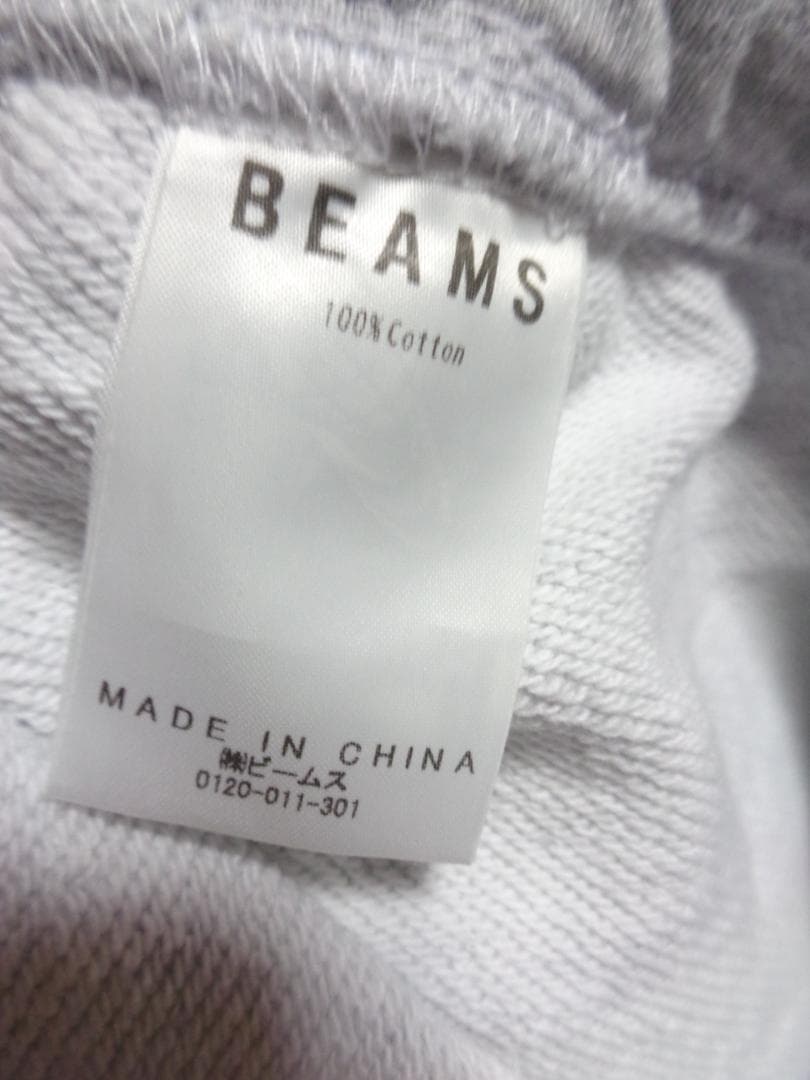 BEAMS
100% Cotton
MADE IN CHINA
㈱ビームス
0120-011-301